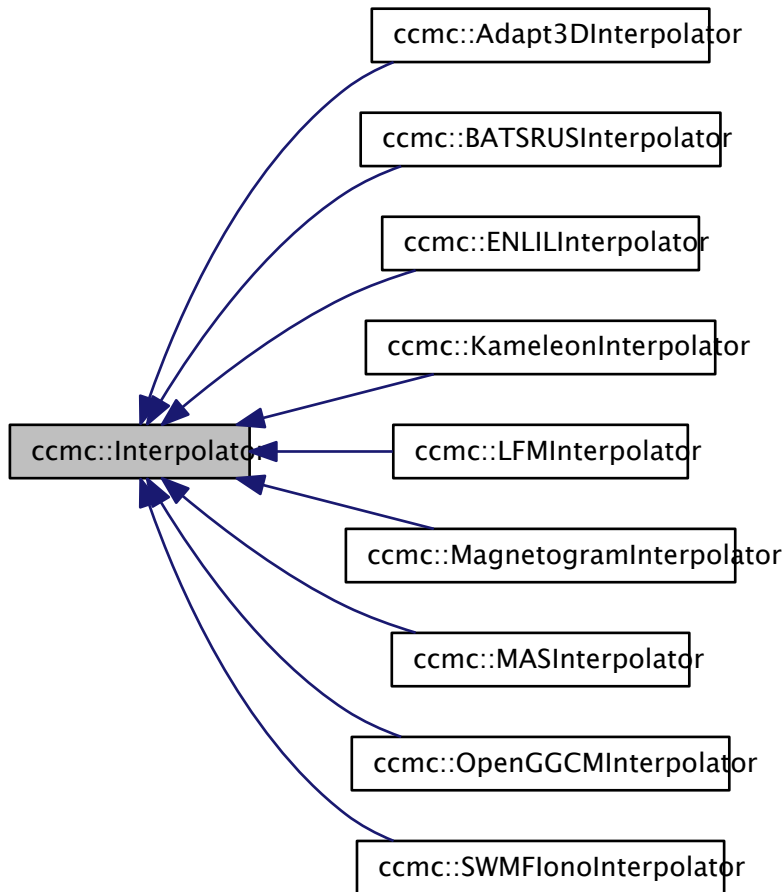 ccmc::Adapt3DInterpolator
ccmc::BATSRUSInterpolator
ccmc::ENLILInterpolator
ccmc::KameleonInterpolator
ccmc::Interpolator
ccmc::LFMInterpolator
ccmc::MagnetogramInterpolator
ccmc::MASInterpolator
ccmc::OpenGGCMInterpolator
ccmc::SWMFIonoInterpolator